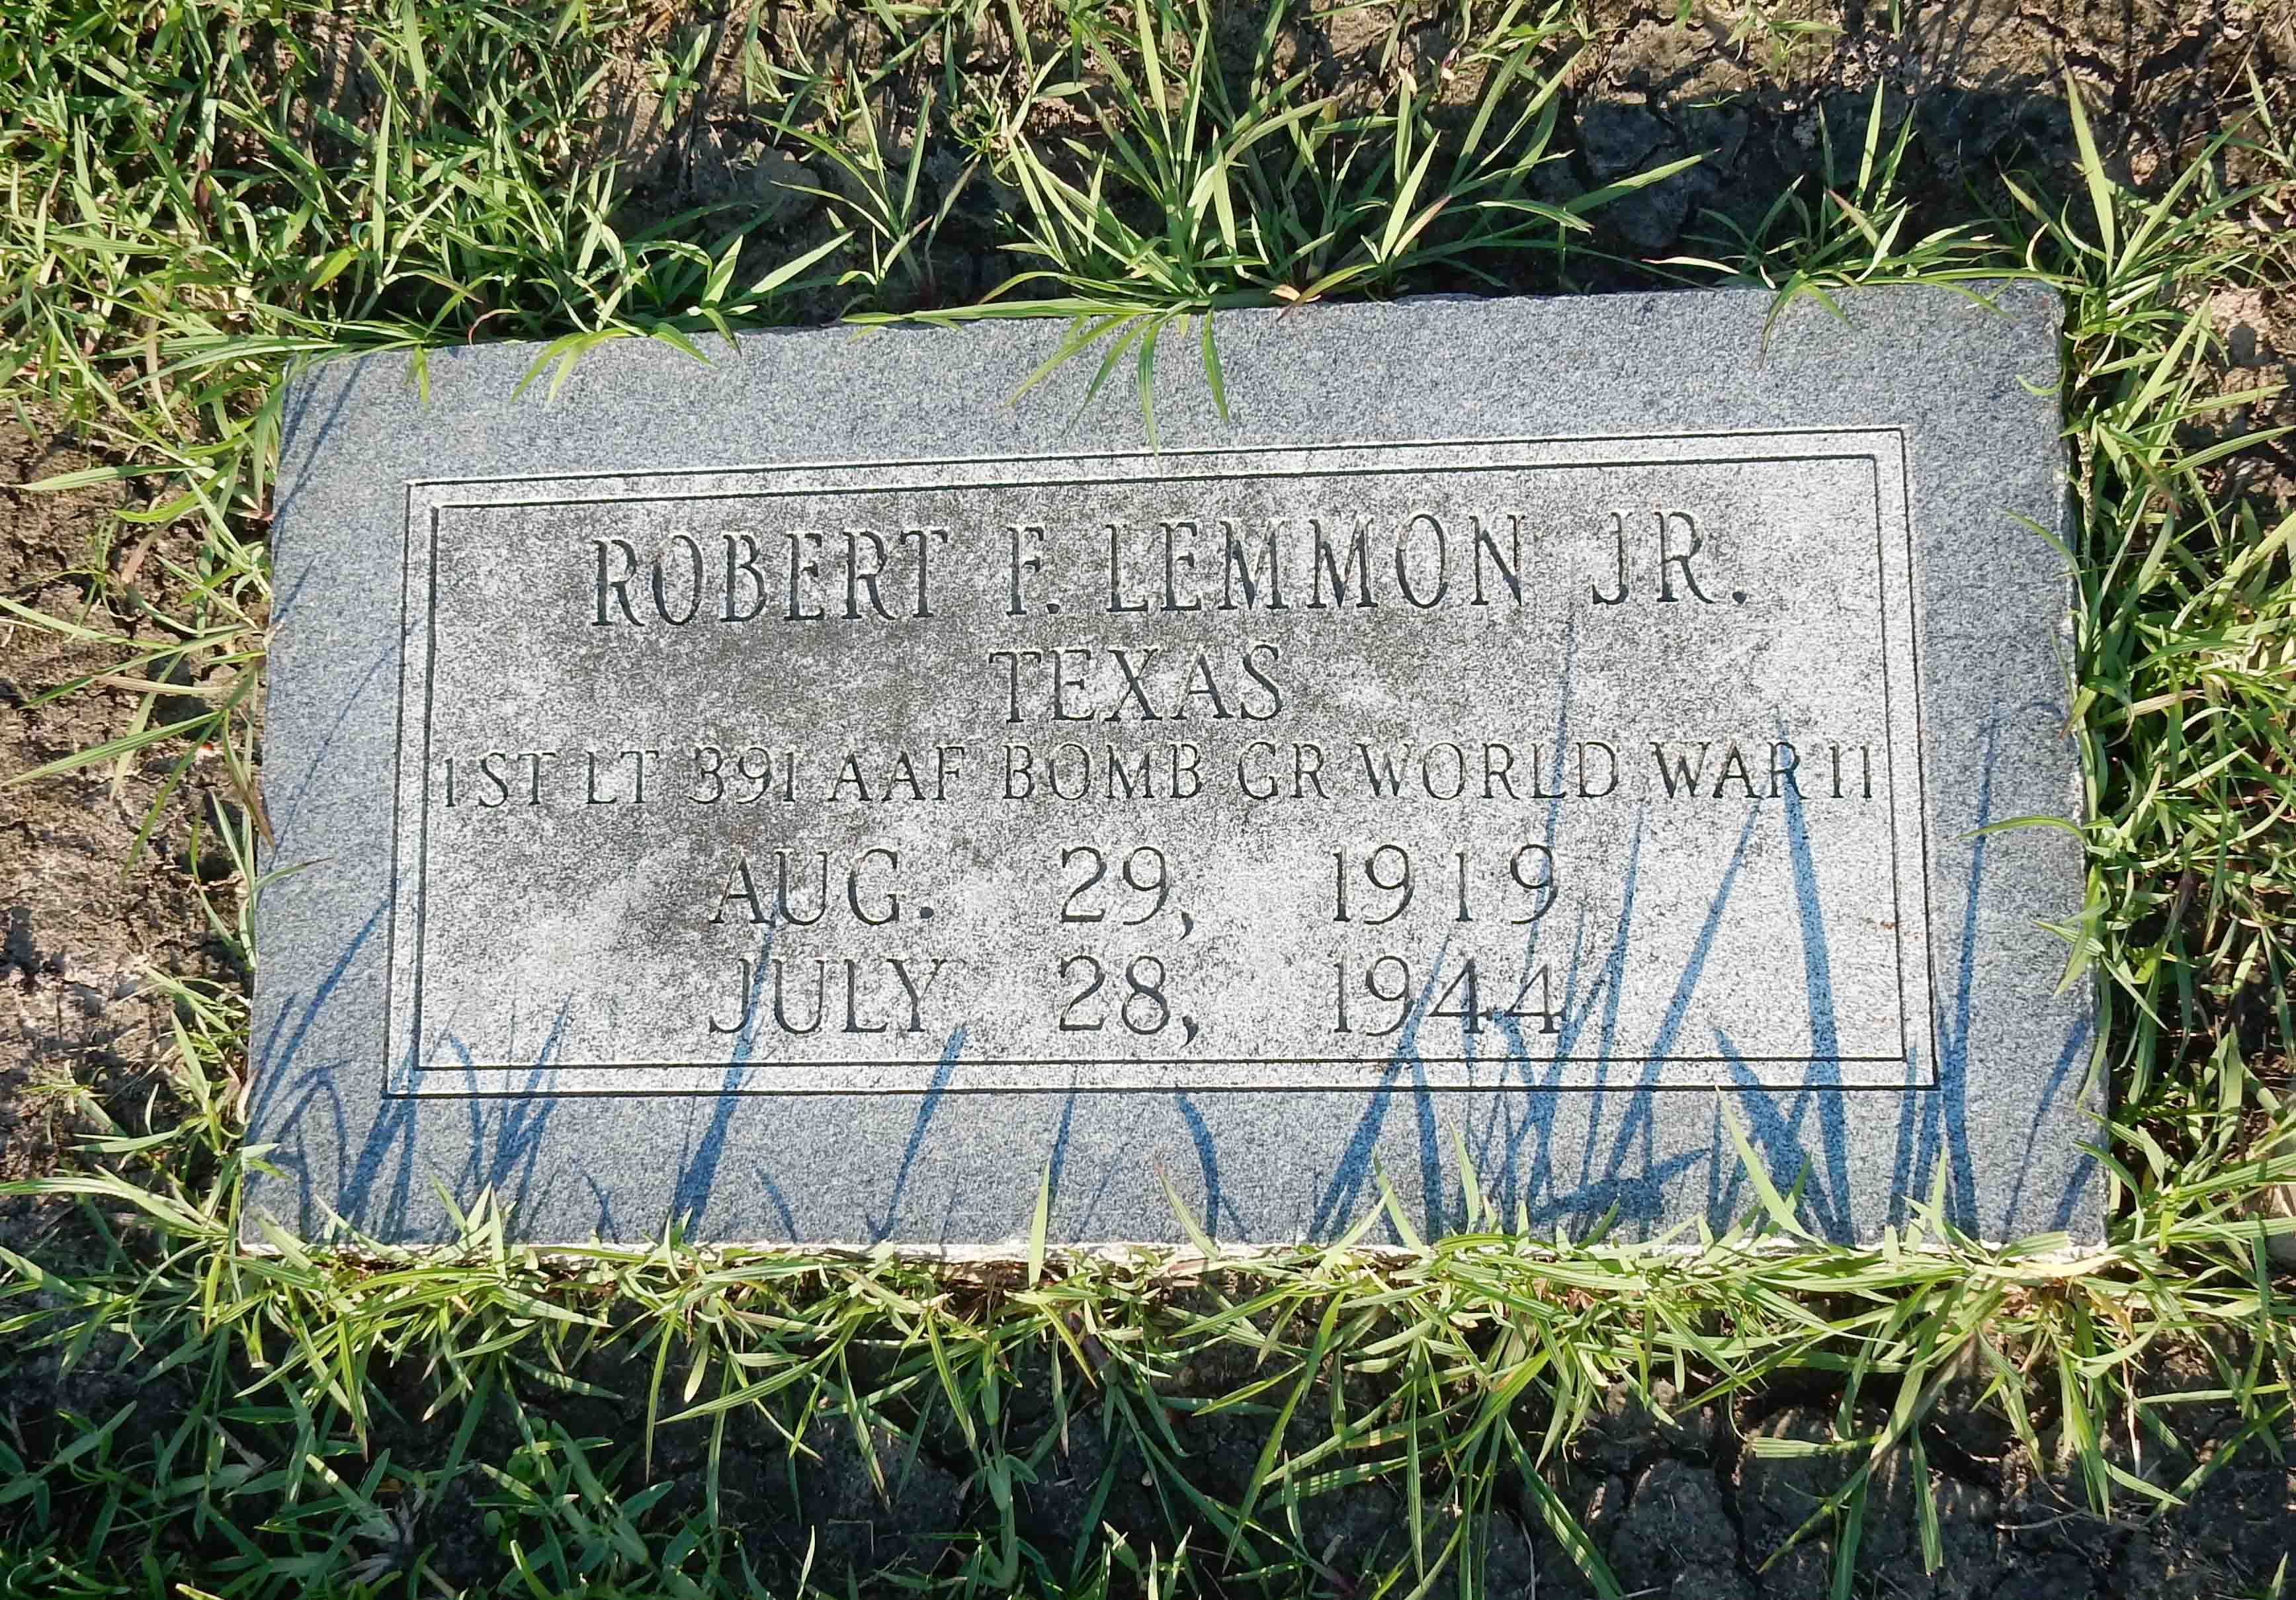 ROBERT F. LEMMON JR.
TEXAS
1ST LT 391 AAF BOMB GR WORLD WAR II
AUG. 29, 1919
JULY 28, 1944